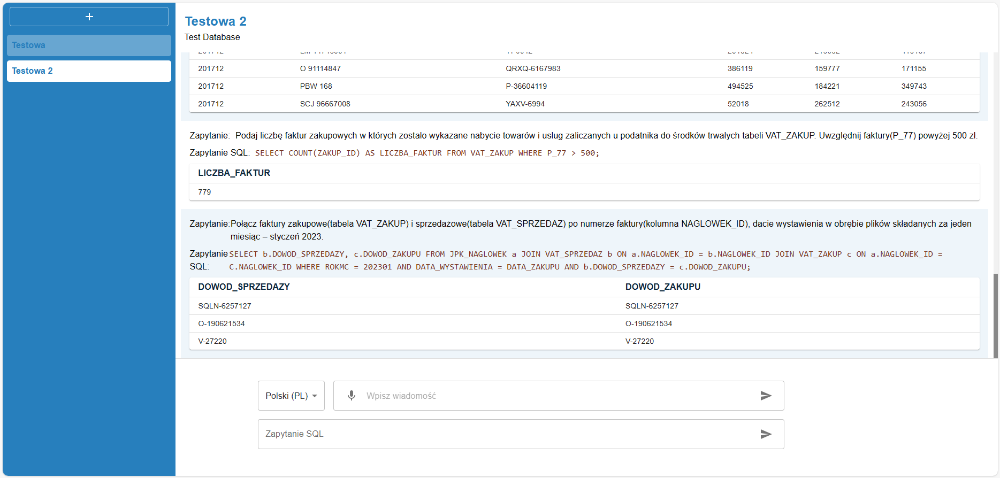 +
Testowa
Testowa 2
Testowa 2
Test Database
201712
201712 O 91114847 QRXQ-6167983 386119 159777 171155
201712 PBW 168 P-36604119 494525 184221 349743
201712 SCJ 96667008 YAXV-6994 52018 262512 243056
Zapytanie: Podaj liczbę faktur zakupowych w których zostało wykazane nabycie towarów i usług zaliczanych u podatnika do środków trwałych tabeli VAT_ZAKUP. Uwzględnij faktury(P_77) powyżej 500 zł.
Zapytanie SQL: SELECT COUNT(ZAKUP_ID) AS LICZBA_FAKTUR FROM VAT_ZAKUP WHERE P_77 > 500;
LICZBA_FAKTUR
779
Zapytanie: Połącz faktury zakupowe(tabela VAT_ZAKUP) i sprzedażowe(tabela VAT_SPRZEDAZ) po numerze faktury(kolumna NAGLOWEK_ID), dacie wystawienia w obrębie plików składanych za jeden
miesiąc – styczeń 2023.
Zapytanie SELECT b.DOWOD_SPRZEDAZY, c.DOWOD_ZAKUPU FROM JPK_NAGLOWEK a JOIN VAT_SPRZEDAZ b ON a.NAGLOWEK_ID = b.NAGLOWEK_ID JOIN VAT_ZAKUP c ON a.NAGLOWEK_ID =
SQL: C.NAGLOWEK_ID WHERE ROKMC = 202301 AND DATA_WYSTAWIENIA = DATA_ZAKUPU AND b.DOWOD_SPRZEDAZY = c.DOWOD_ZAKUPU;
DOWOD_SPRZEDAZY DOWOD_ZAKUPU
SQLN-6257127 SQLN-6257127
O-190621534 O-190621534
V-27220 V-27220
Polski (PL) Wpisz wiadomość
Zapytanie SQL